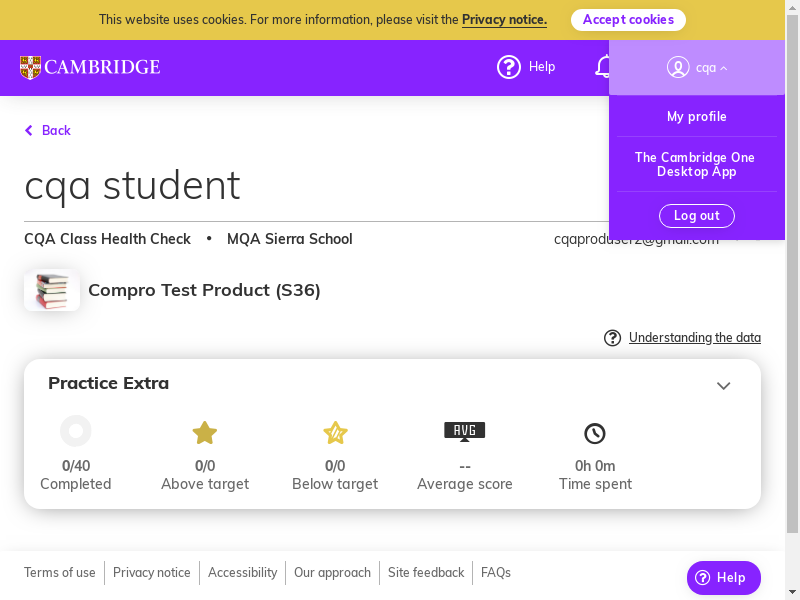 This website uses cookies. For more information, please visit the Privacy notice.
Accept cookies
CAMBRIDGE
Help
cqa
My profile
The Cambridge One
Desktop App
Log out
Back
cqa student
CQA Class Health Check • MQA Sierra School
cqaproduser2@gmail.com
Compro Test Product (S36)
Understanding the data
Practice Extra
0/40
Completed
0/0
Above target
0/0
Below target
AVG
--
Average score
0h 0m
Time spent
Terms of use
Privacy notice
Accessibility
Our approach
Site feedback
FAQs
Help